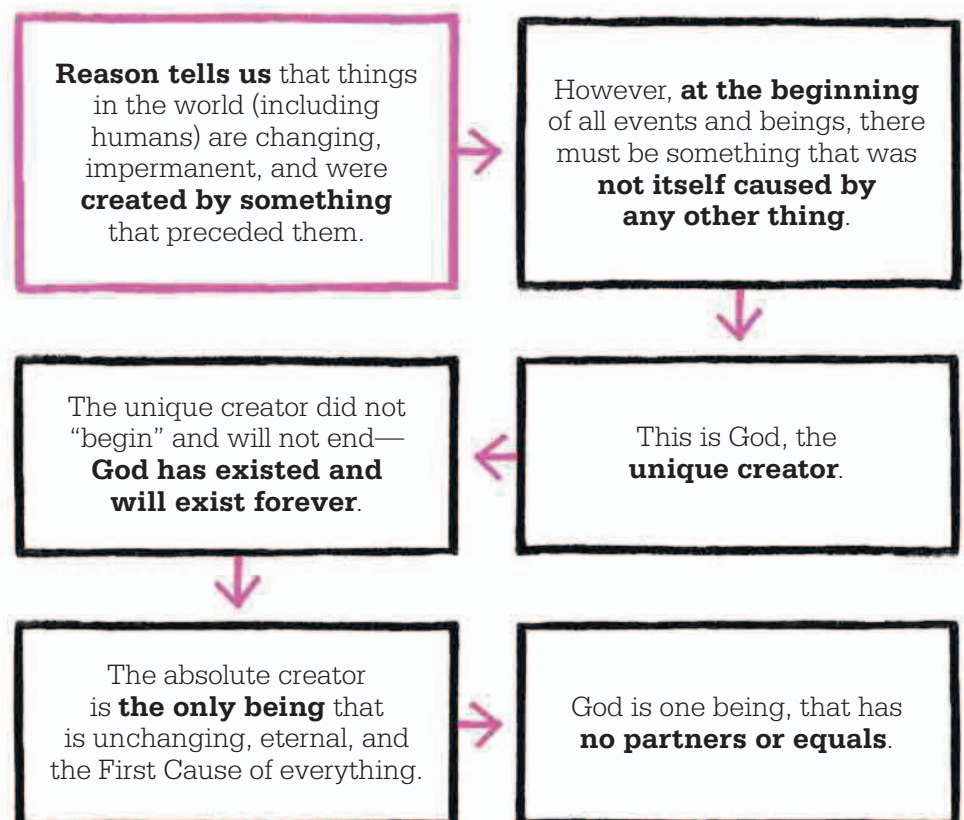 Reason tells us that things
in the world (including
humans) are changing,
impermanent, and were
created by something
that preceded them.
However, at the beginning
of all events and beings, there
must be something that was
not itself caused by
any other thing.
This is God, the
unique creator.
The unique creator did not
“begin” and will not end—
God has existed and
will exist forever.
The absolute creator
is the only being that
is unchanging, eternal, and
the First Cause of everything.
God is one being, that has
no partners or equals.